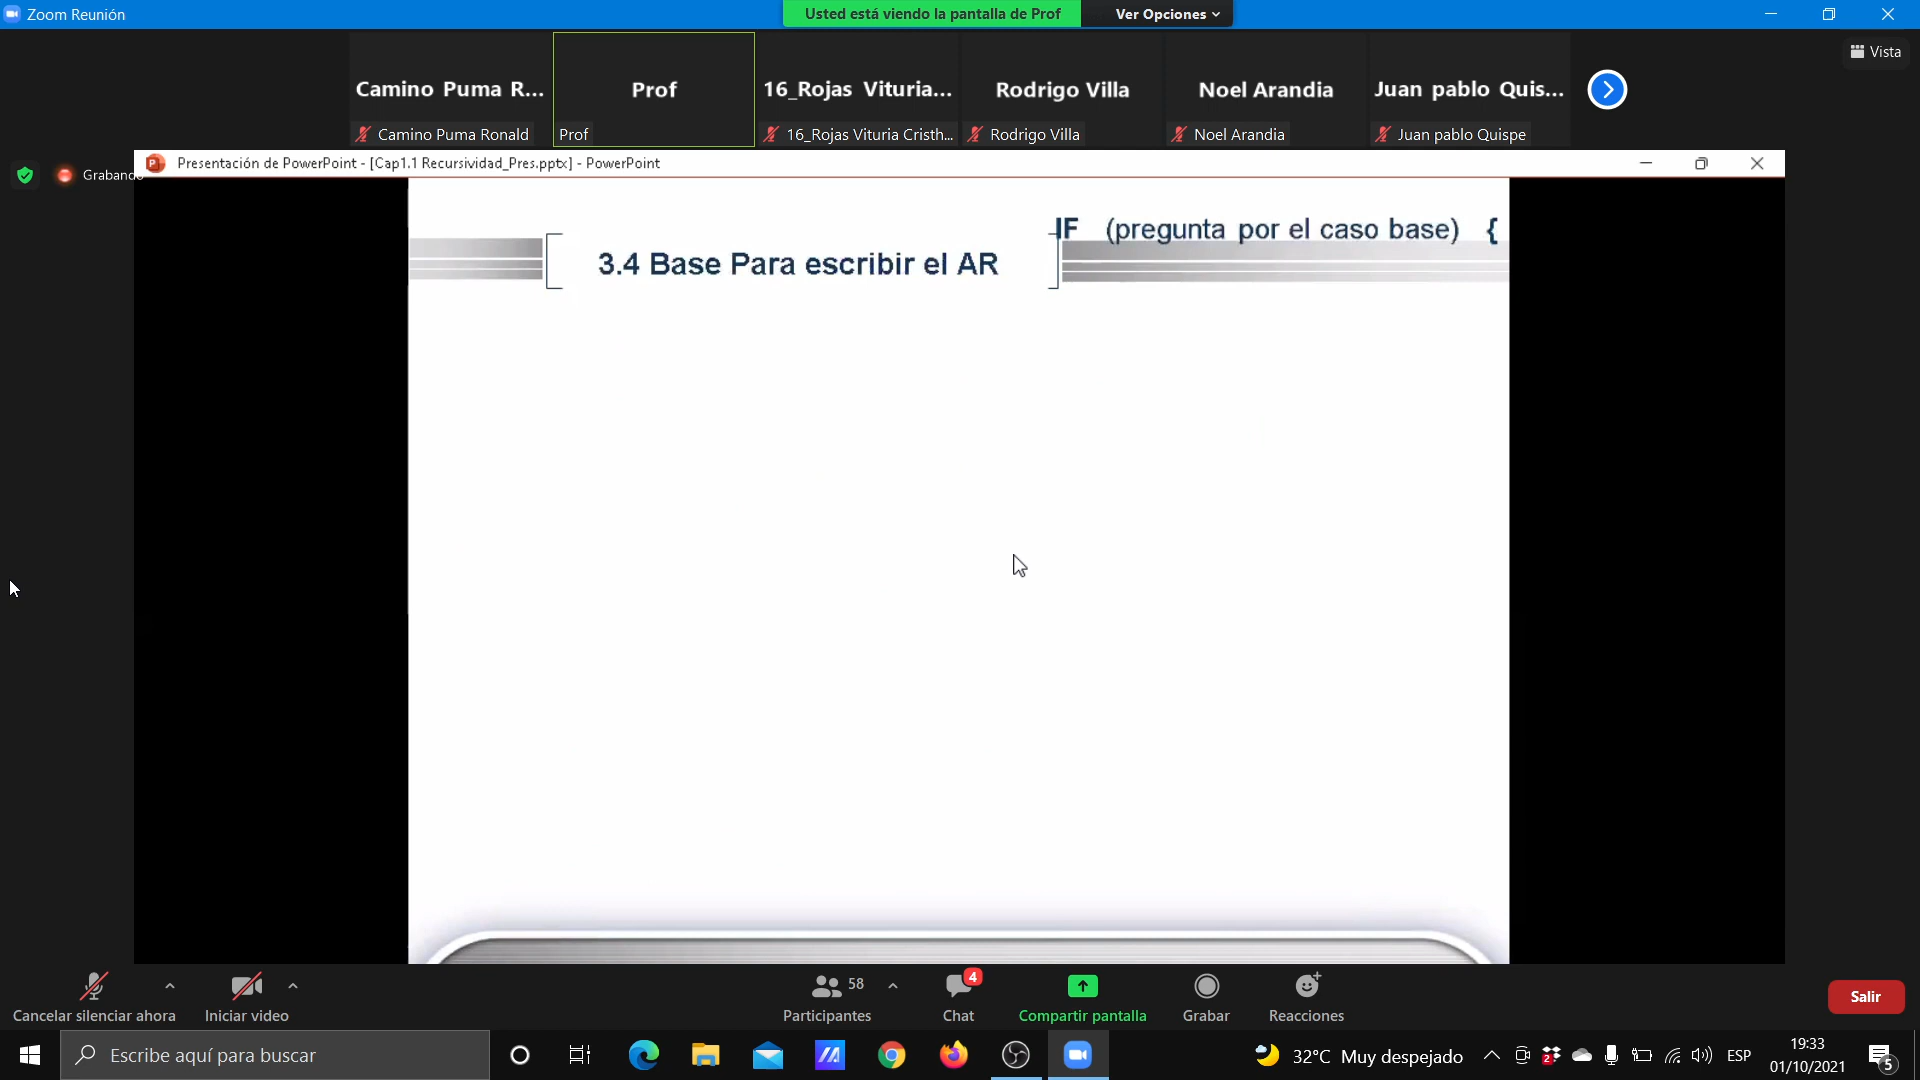 Zoom Reunión
Usted está viendo la pantalla de Prof
Ver Opciones
Vista
Camino Puma R...
Prof
16_Rojas Vituria...
Rodrigo Villa
Noel Arandia
Juan pablo Quis...
Camino Puma Ronald
Prof
16_Rojas Vituria Cristh...
Rodrigo Villa
Noel Arandia
Juan pablo Quispe
Grabando
Presentación de PowerPoint - [Cap1.1 Recursividad_Pres.pptx] - PowerPoint
IF (pregunta por el caso base) {
3.4 Base Para escribir el AR
58
4
Cancelar silenciar ahora
Iniciar video
Participantes
Chat
Compartir pantalla
Grabar
Reacciones
Salir
Escribe aquí para buscar
32°C Muy despejado
2
ESP
19:33
01/10/2021
5